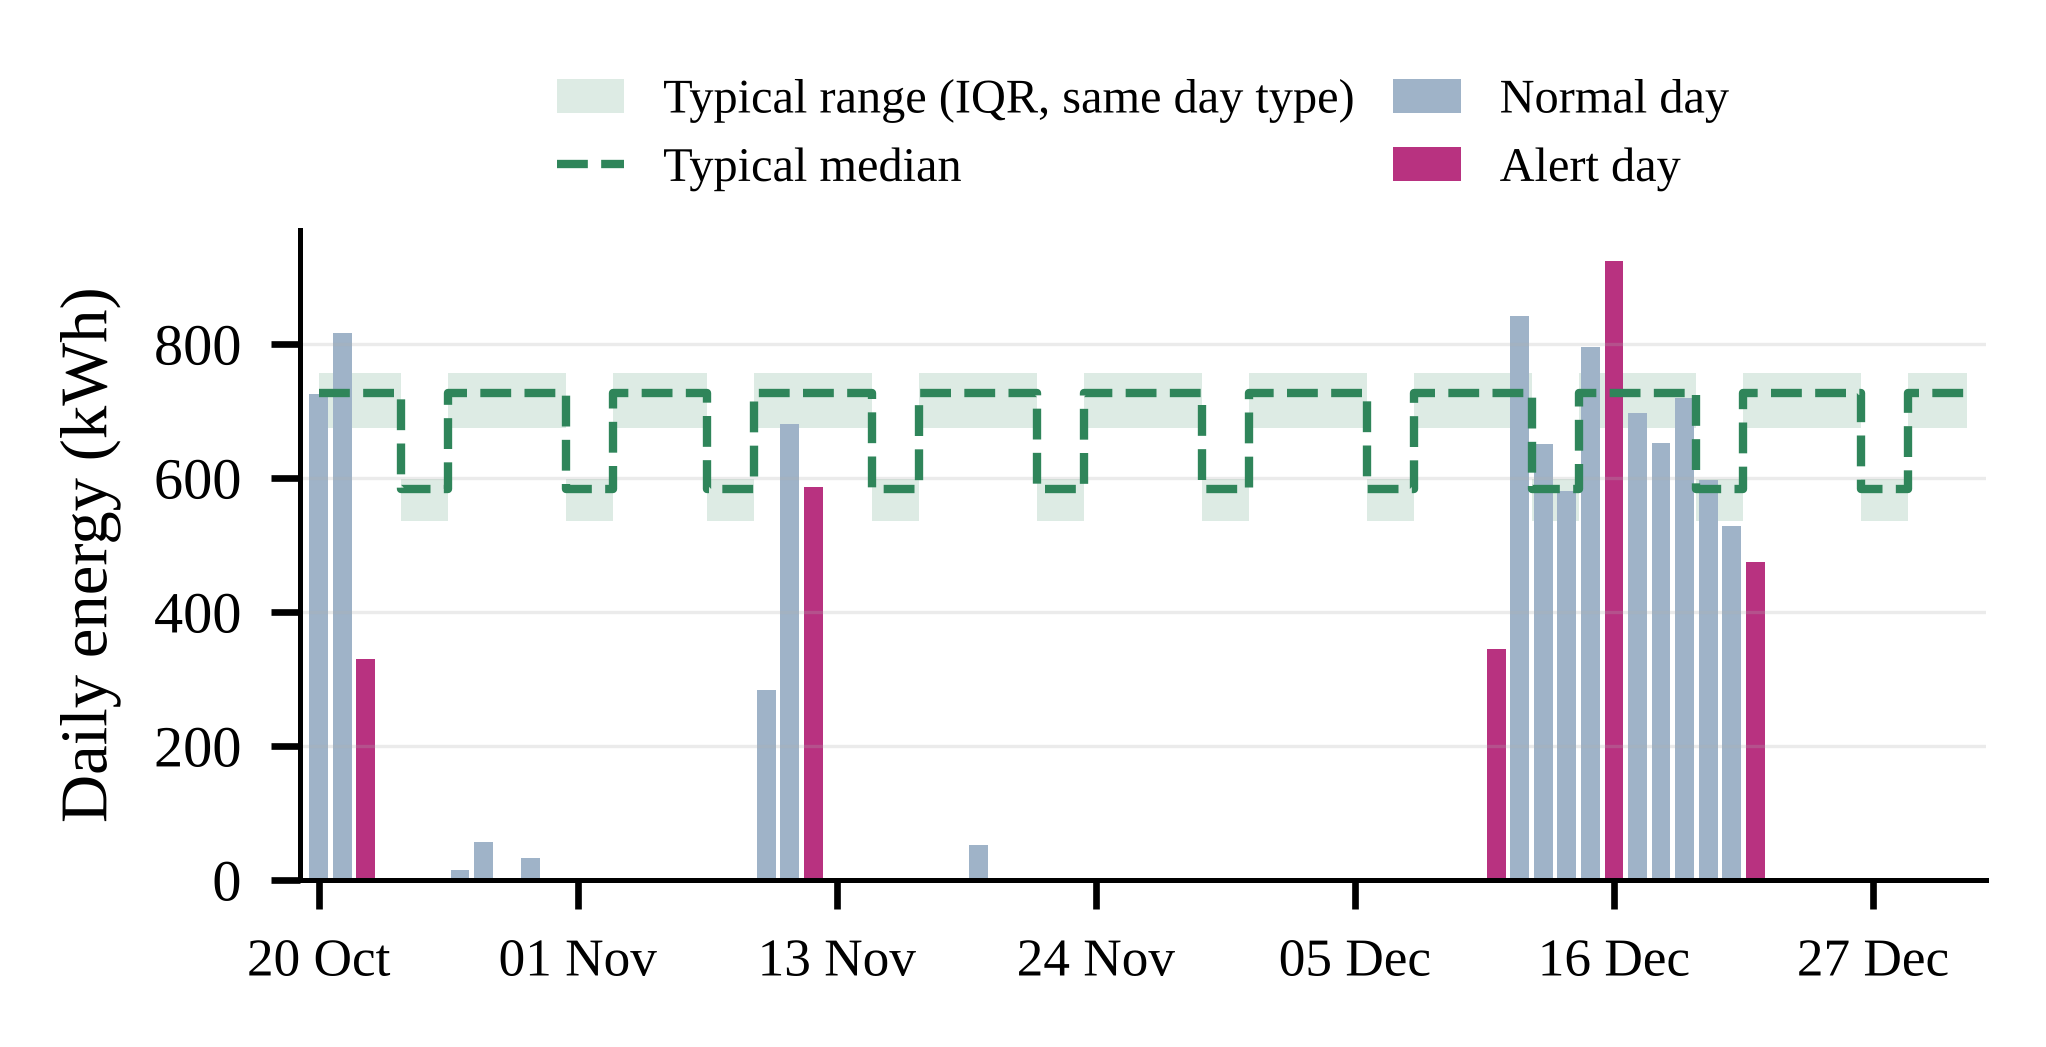 Typical range (IQR, same day type)
Typical median
Normal day
Alert day
Daily energy (kWh)
800
600
400
200
0
20 Oct
01 Nov
13 Nov
24 Nov
05 Dec
16 Dec
27 Dec